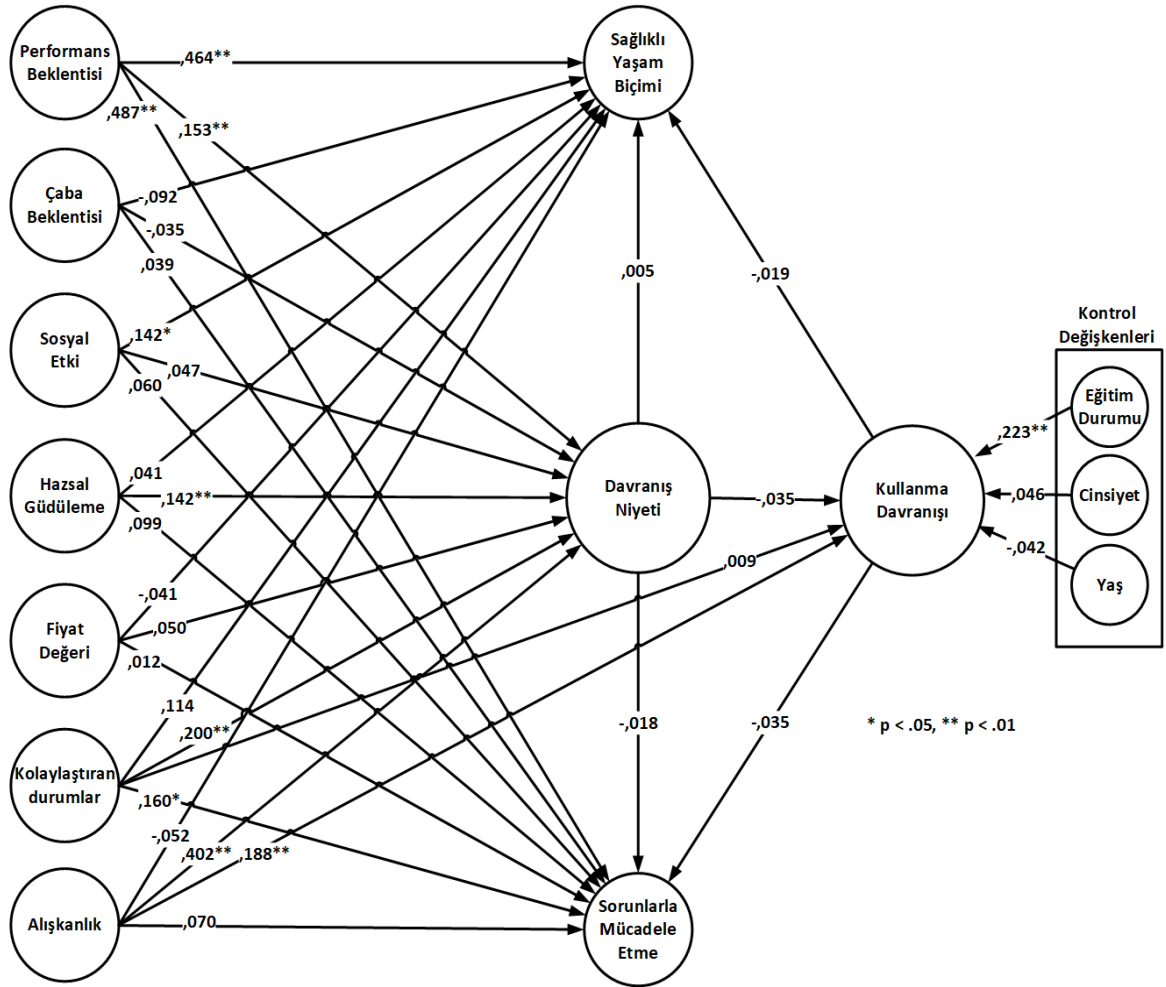 Performans
Beklentisi
Sağlıklı
Yaşam
Biçimi
,464**
,487**
,153**
Çaba
Beklentisi
-,092
-,035
,039
,005
-,019
Sosyal
Etki
,142*
,047
,060
Kontrol
Değişkenleri
Eğitim
Durumu
,223**
Cinsiyet
,046
Yaş
-,042
Hazsal
Güdüleme
,041
,142**
,099
Davranış
Niyeti
-,035
Kullanma
Davranışı
,009
Fiyat
Değeri
-,041
,050
,012
Kolaylaştıran
durumlar
,114
,200**
,160*
-,018
-,035
* p < .05, ** p < .01
Alışkanlık
-,052
,402**
,188**
,070
Sorunlarla
Mücadele
Etme